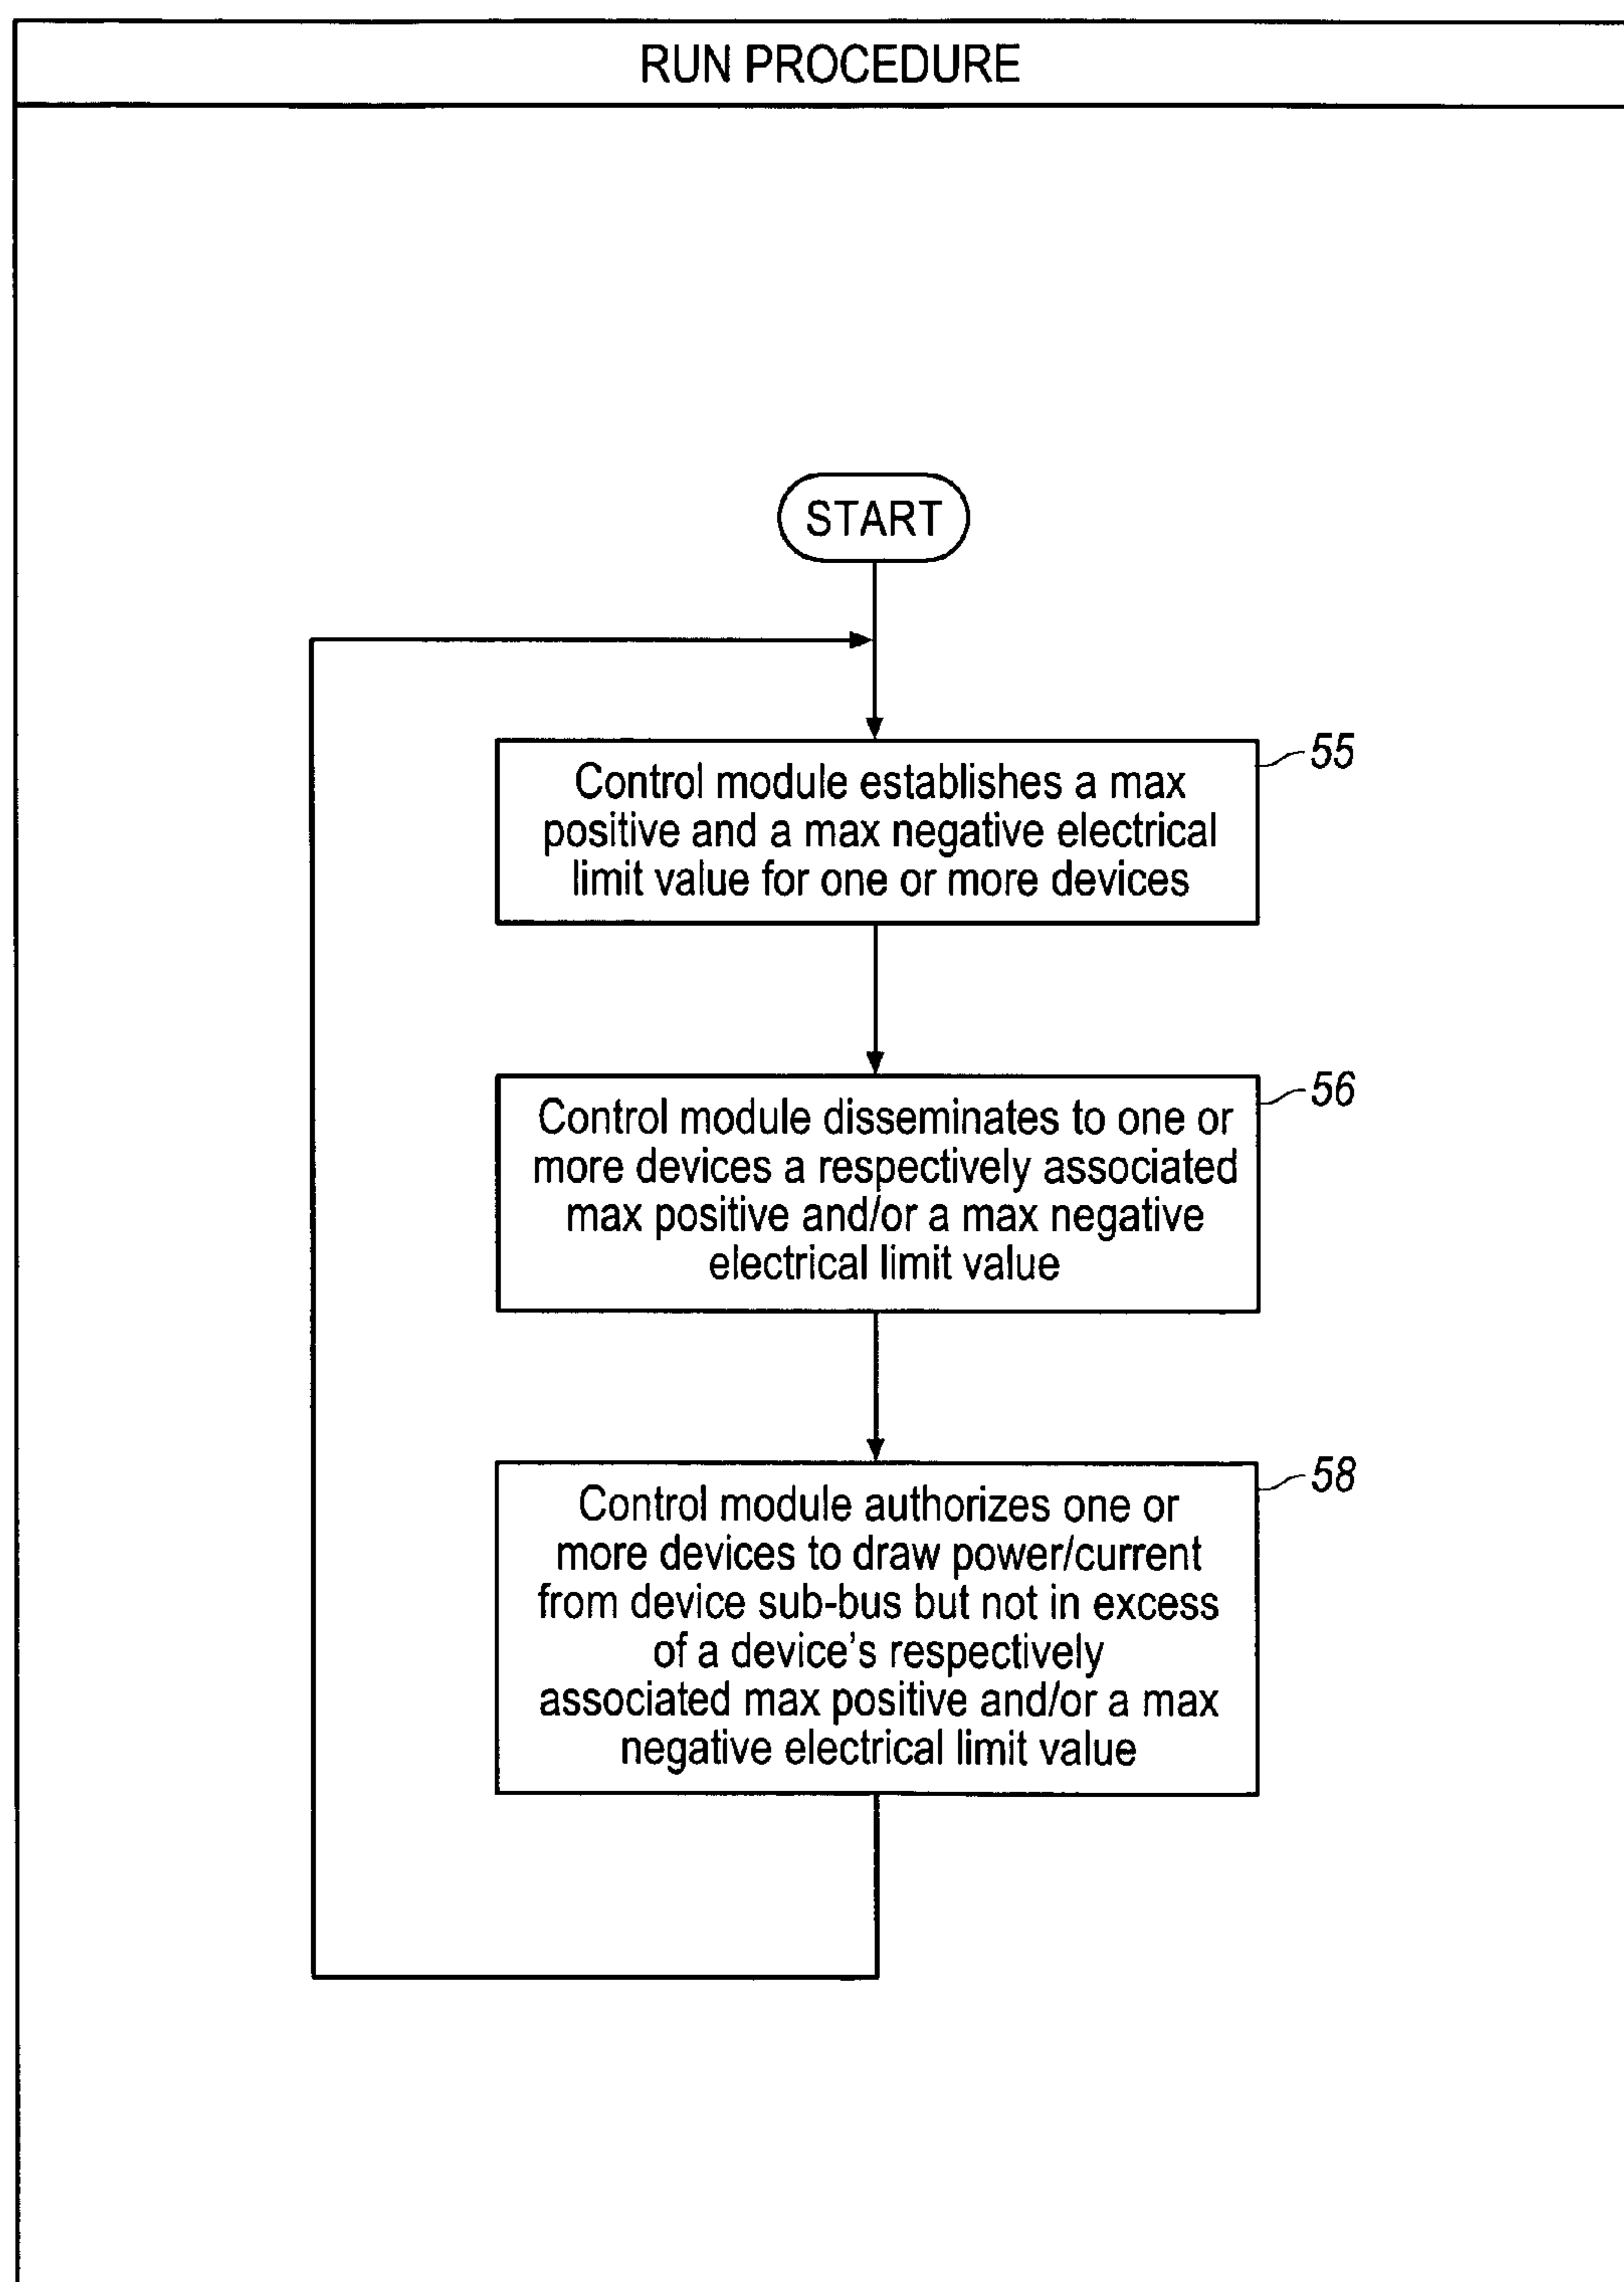 RUN PROCEDURE
START
Control module establishes a max
positive and a max negative electrical
limit value for one or more devices
55
Control module disseminates to one or
more devices a respectively associated
max positive and/or a max negative
electrical limit value
56
Control module authorizes one or
more devices to draw power/current
from device sub-bus but not in excess
of a device's respectively
associated max positive and/or a max
negative electrical limit value
58